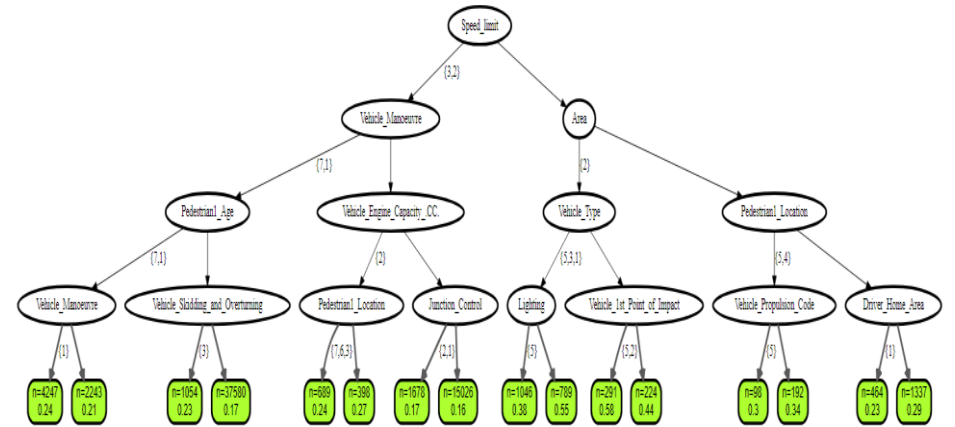 Speed_limit
{3,2}
Vehicle_Manoeuvre
Area
{7,1}
{2}
Pedestrian1_Age
Vehicle_Engine_Capacity_.CC.
Vehicle_Type
Pedestrian1_Location
{7,1}
{2}
{5,3,1}
{5,4}
Vehicle_Manoeuvre
Vehicle_Skidding_and_Overturning
Pedestrian1_Location
Junction_Control
Lighting
Vehicle_1st_Point_of_Impact
Vehicle_Propulsion_Code
Driver_Home_Area
{1}
{3}
{7,6,3}
{2,1}
{5}
{5,2}
{5}
{1}
n=4247
0.24
n=2243
0.21
n=1054
0.23
n=37580
0.17
n=689
0.24
n=398
0.27
n=1678
0.17
n=15026
0.16
n=1046
0.38
n=789
0.55
n=291
0.58
n=224
0.44
n=98
0.3
n=192
0.34
n=464
0.23
n=1337
0.29